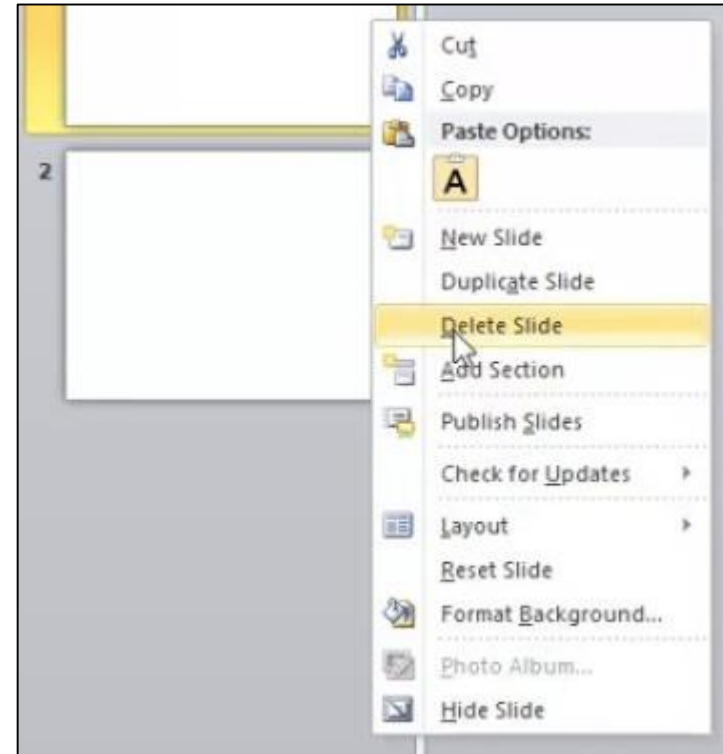 Cut
Copy
Paste Options:
2
A
New Slide
Duplicate Slide
Delete Slide
Add Section
Publish Slides
Check for Updates
Layout
Reset Slide
Format Background...
Photo Album...
Hide Slide